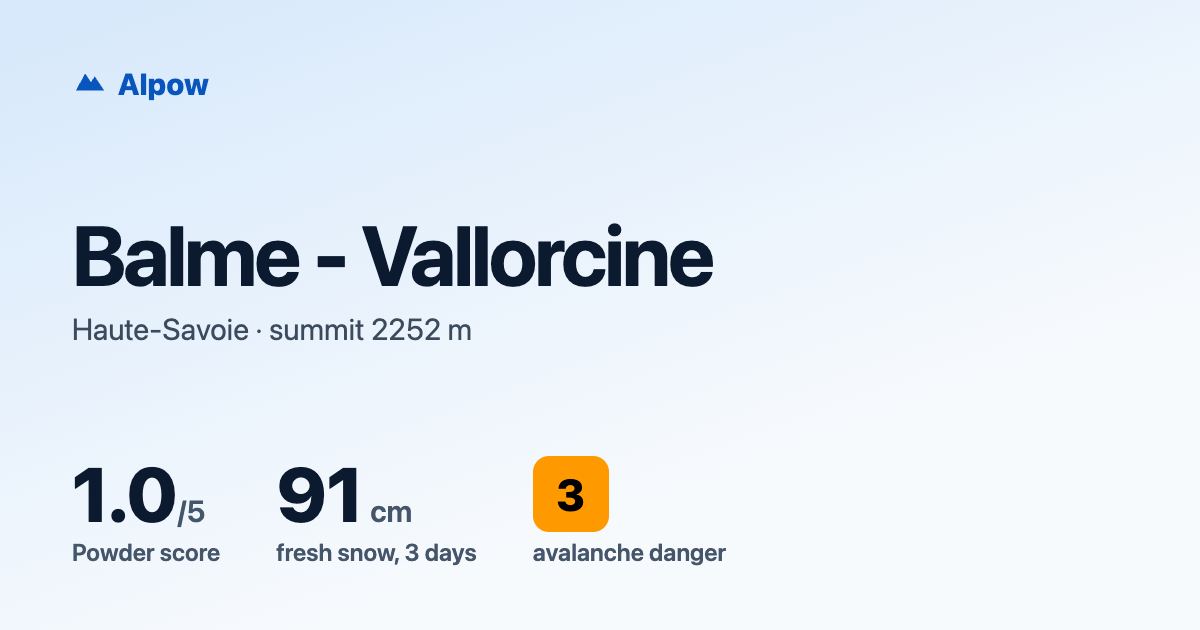 Alpow
Balme - Vallorcine
Haute-Savoie · summit 2252 m
1.0/5
Powder score
91 cm
fresh snow, 3 days
3
avalanche danger